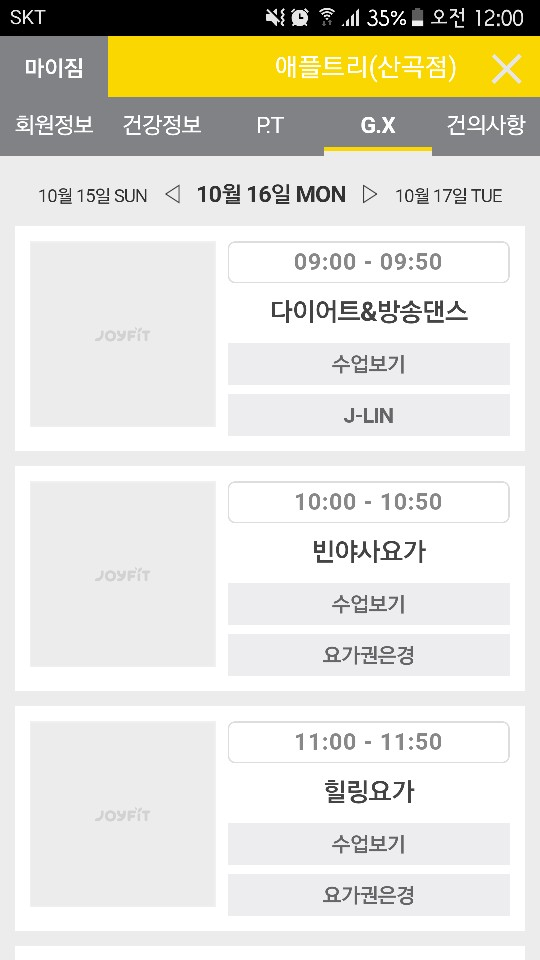 SKT 35% 오전 12:00
마이짐 애플트리(산곡점)
회원정보 건강정보 P.T G.X 건의사항
10월 15일 SUN 10월 16일 MON 10월 17일 TUE
JOYFIT
09:00 - 09:50
다이어트&방송댄스
수업보기
J-LIN
JOYFIT
10:00 - 10:50
빈야사요가
수업보기
요가권은경
JOYFIT
11:00 - 11:50
힐링요가
수업보기
요가권은경